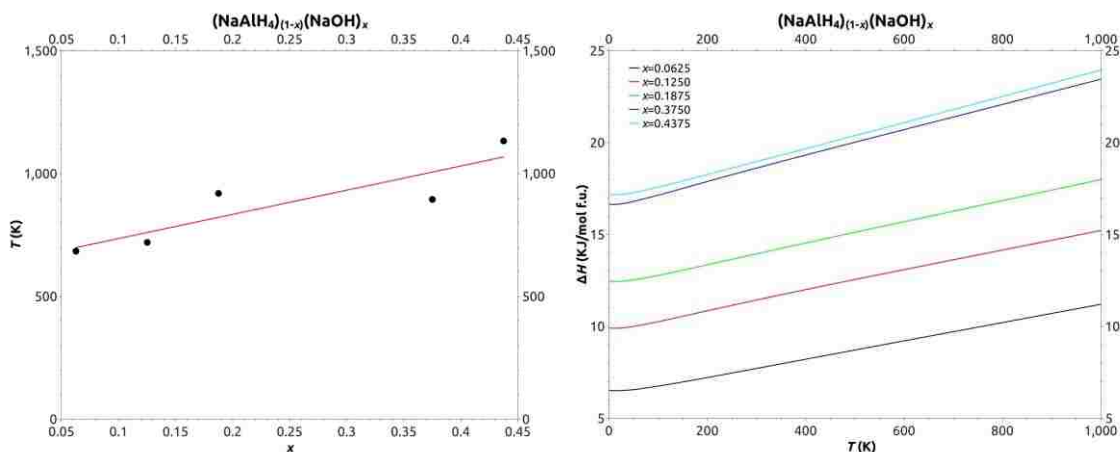 (NaAlH₄)₍₁₋ₓ₎(NaOH)ₓ
0.05 0.1 0.15 0.2 0.25 0.3 0.35 0.4 0.45
1,500 1,500
1,000 1,000
500 500
0 0
T (K)
0.05 0.1 0.15 0.2 0.25 0.3 0.35 0.4 0.45
x
(NaAlH₄)₍₁₋ₓ₎(NaOH)ₓ
0 200 400 600 800 1,000
25 25
x=0.0625
x=0.1250
x=0.1875
x=0.3750
x=0.4375
20 20
15 15
10 10
5 5
ΔH (KJ/mol f.u.)
0 200 400 600 800 1,000
T (K)